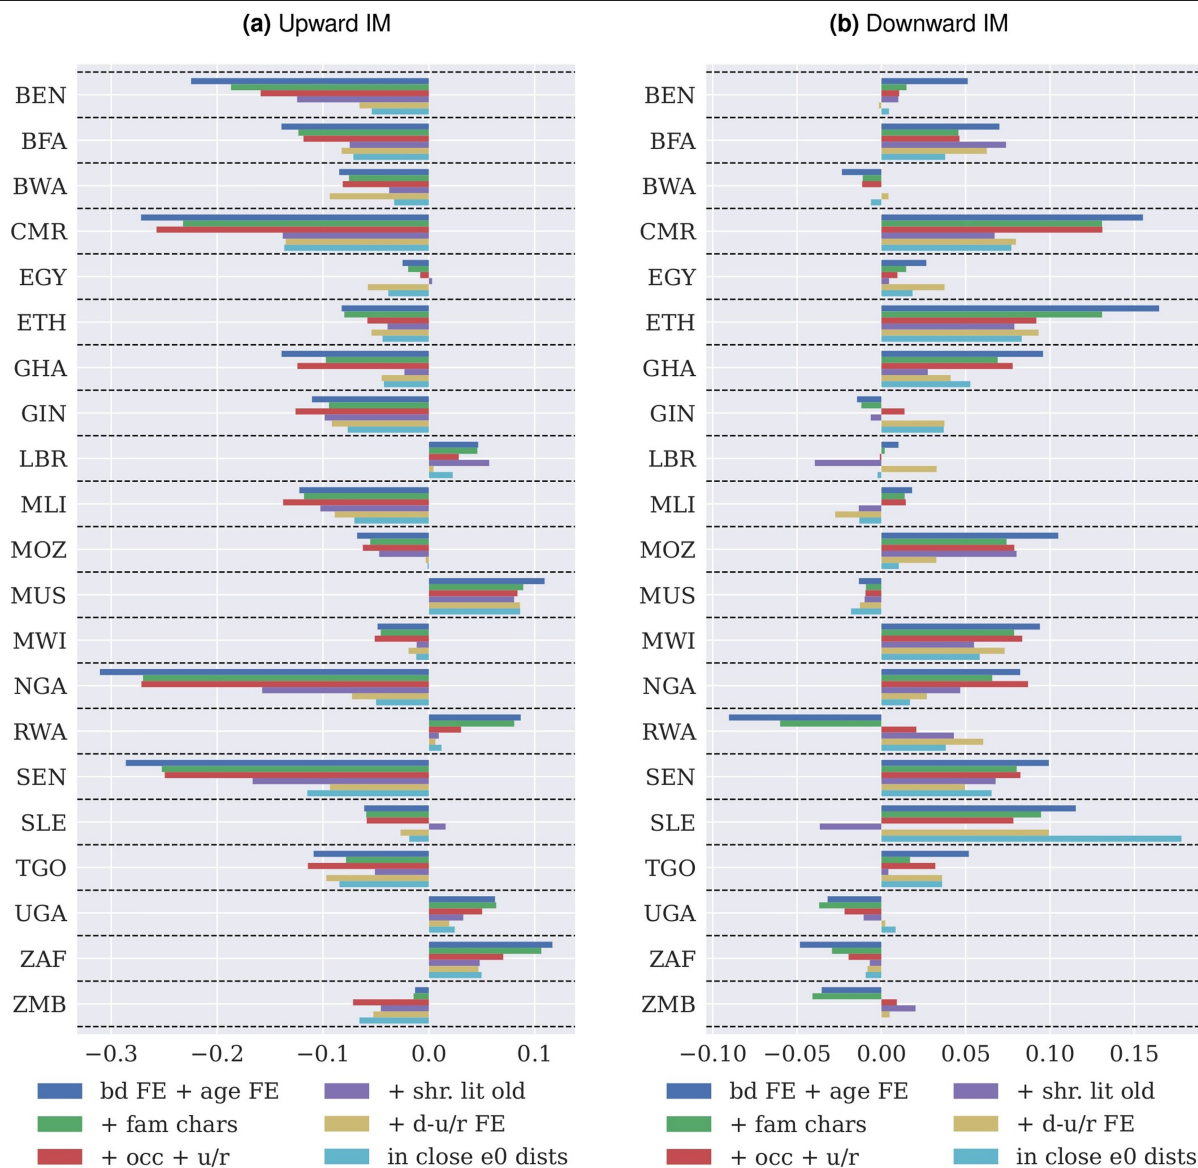 (a) Upward IM
BEN
BFA
BWA
CMR
EGY
ETH
GHA
GIN
LBR
MLI
MOZ
MUS
MWI
NGA
RWA
SEN
SLE
TGO
UGA
ZAF
ZMB
−0.3 −0.2 −0.1 0.0 0.1
bd FE + age FE
+ fam chars
+ occ + u/r
+ shr. lit old
+ d-u/r FE
in close e0 dists
(b) Downward IM
BEN
BFA
BWA
CMR
EGY
ETH
GHA
GIN
LBR
MLI
MOZ
MUS
MWI
NGA
RWA
SEN
SLE
TGO
UGA
ZAF
ZMB
−0.10 −0.05 0.00 0.05 0.10 0.15
bd FE + age FE
+ fam chars
+ occ + u/r
+ shr. lit old
+ d-u/r FE
in close e0 dists